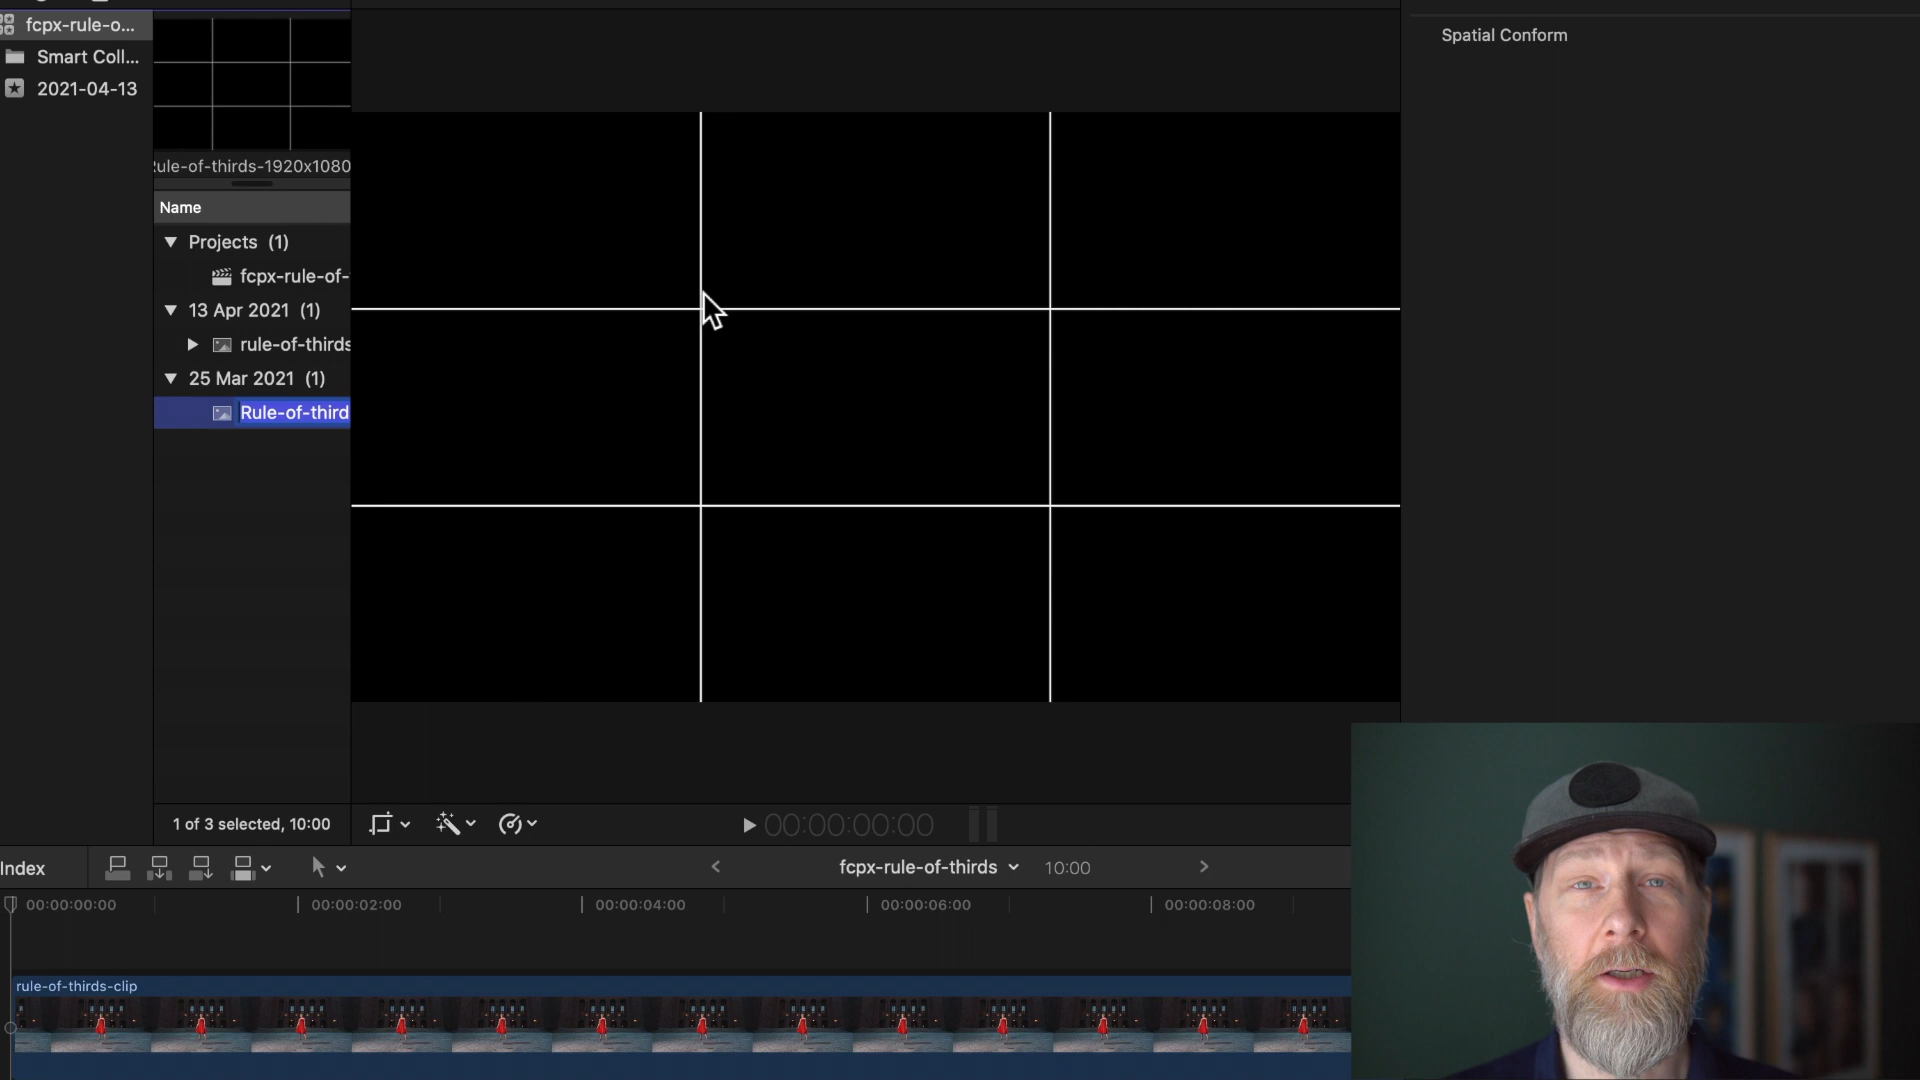 fcpx-rule-o...
Smart Coll...
2021-04-13
Rule-of-thirds-1920x1080
Name
Projects (1)
fcpx-rule-of-
13 Apr 2021 (1)
rule-of-thirds
25 Mar 2021 (1)
Rule-of-third
1 of 3 selected, 10:00
Spatial Conform
00:00:00:00
Index
fcpx-rule-of-thirds
10:00
00:00:00:00
00:00:02:00
00:00:04:00
00:00:06:00
00:00:08:00
rule-of-thirds-clip